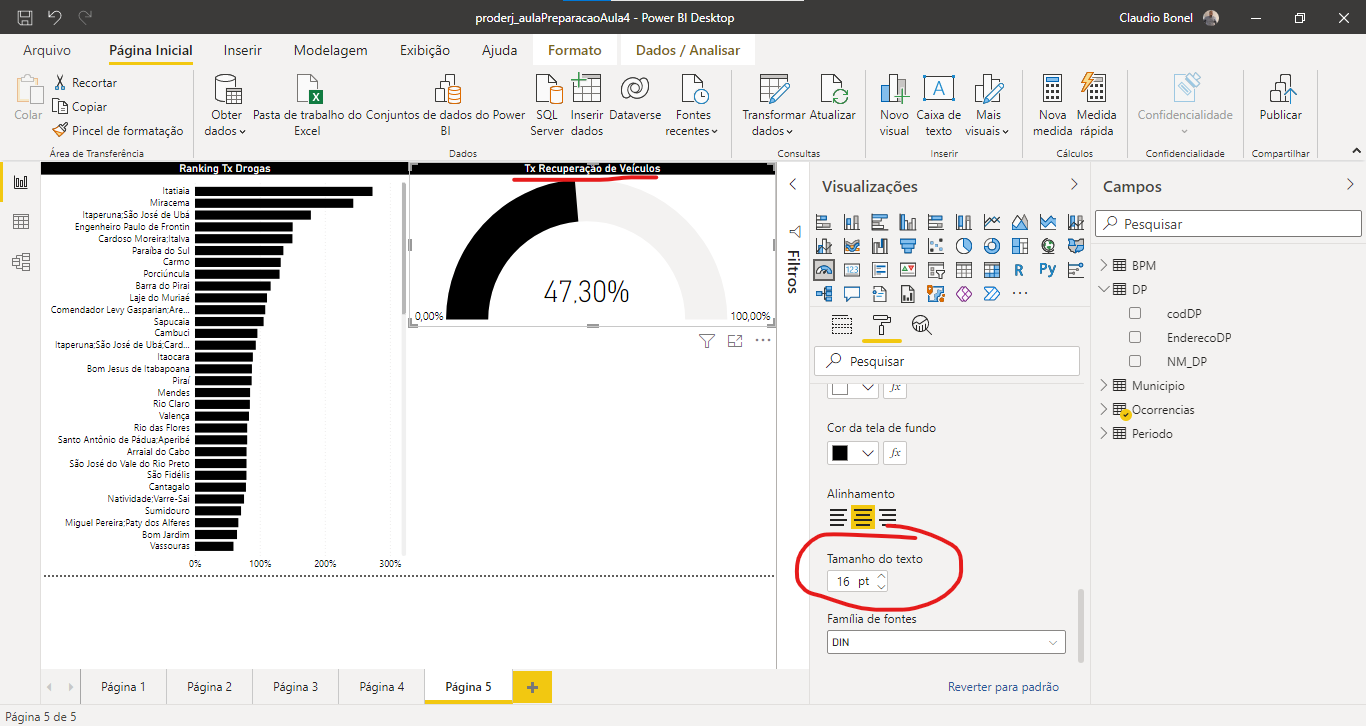 proderj_aulaPreparacaoAula4 - Power BI Desktop
Claudio Bonel
Arquivo
Página Inicial
Inserir
Modelagem
Exibição
Ajuda
Formato
Dados / Analisar
Colar
Recortar
Copiar
Pincel de formatação
Área de Transferência
Obter dados
Pasta de trabalho do Excel
Conjuntos de dados do Power BI
SQL Server
Inserir dados
Dataverse
Fontes recentes
Dados
Transformar dados
Atualizar
Consultas
Novo visual
Caixa de texto
Mais visuais
Inserir
Nova medida
Medida rápida
Cálculos
Confidencialidade
Confidencialidade
Publicar
Compartilhar
Ranking Tx Drogas
Itatiaia
Miracema
Itaperuna;São José de Ubá
Engenheiro Paulo de Frontin
Cardoso Moreira;Italva
Paraíba do Sul
Carmo
Porciúncula
Barra do Piraí
Laje do Muriaé
Comendador Levy Gasparian;Are...
Sapucaia
Cambuci
Itaperuna;São José de Ubá;Card...
Itaocara
Bom Jesus de Itabapoana
Piraí
Mendes
Rio Claro
Valença
Rio das Flores
Santo Antônio de Pádua;Aperibé
Arraial do Cabo
São José do Vale do Rio Preto
São Fidélis
Cantagalo
Natividade;Varre-Sai
Sumidouro
Miguel Pereira;Paty dos Alferes
Bom Jardim
Vassouras
0%
100%
200%
300%
Tx Recuperação de Veículos
47,30%
0,00%
100,00%
Filtros
Visualizações
123
R
Py
Pesquisar
fx
Cor da tela de fundo
fx
Alinhamento
Tamanho do texto
16 pt
Família de fontes
DIN
Reverter para padrão
Campos
Pesquisar
BPM
DP
codDP
EnderecoDP
NM_DP
Municipio
Ocorrencias
Periodo
Página 1
Página 2
Página 3
Página 4
Página 5
Página 5 de 5